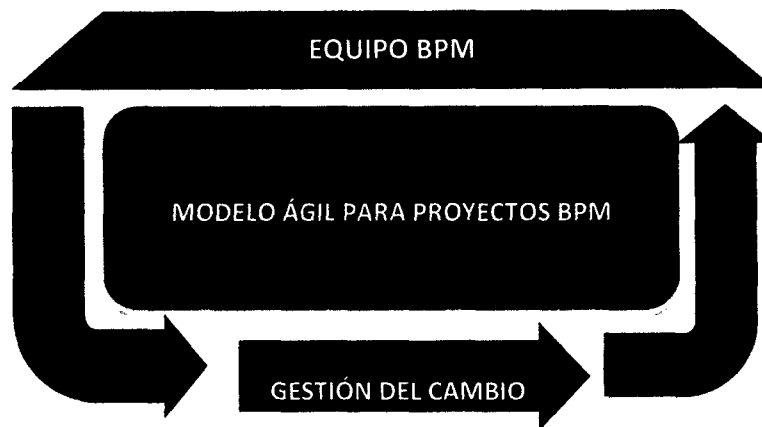 EQUIPO BPM
MODELO ÁGIL PARA PROYECTOS BPM
GESTIÓN DEL CAMBIO